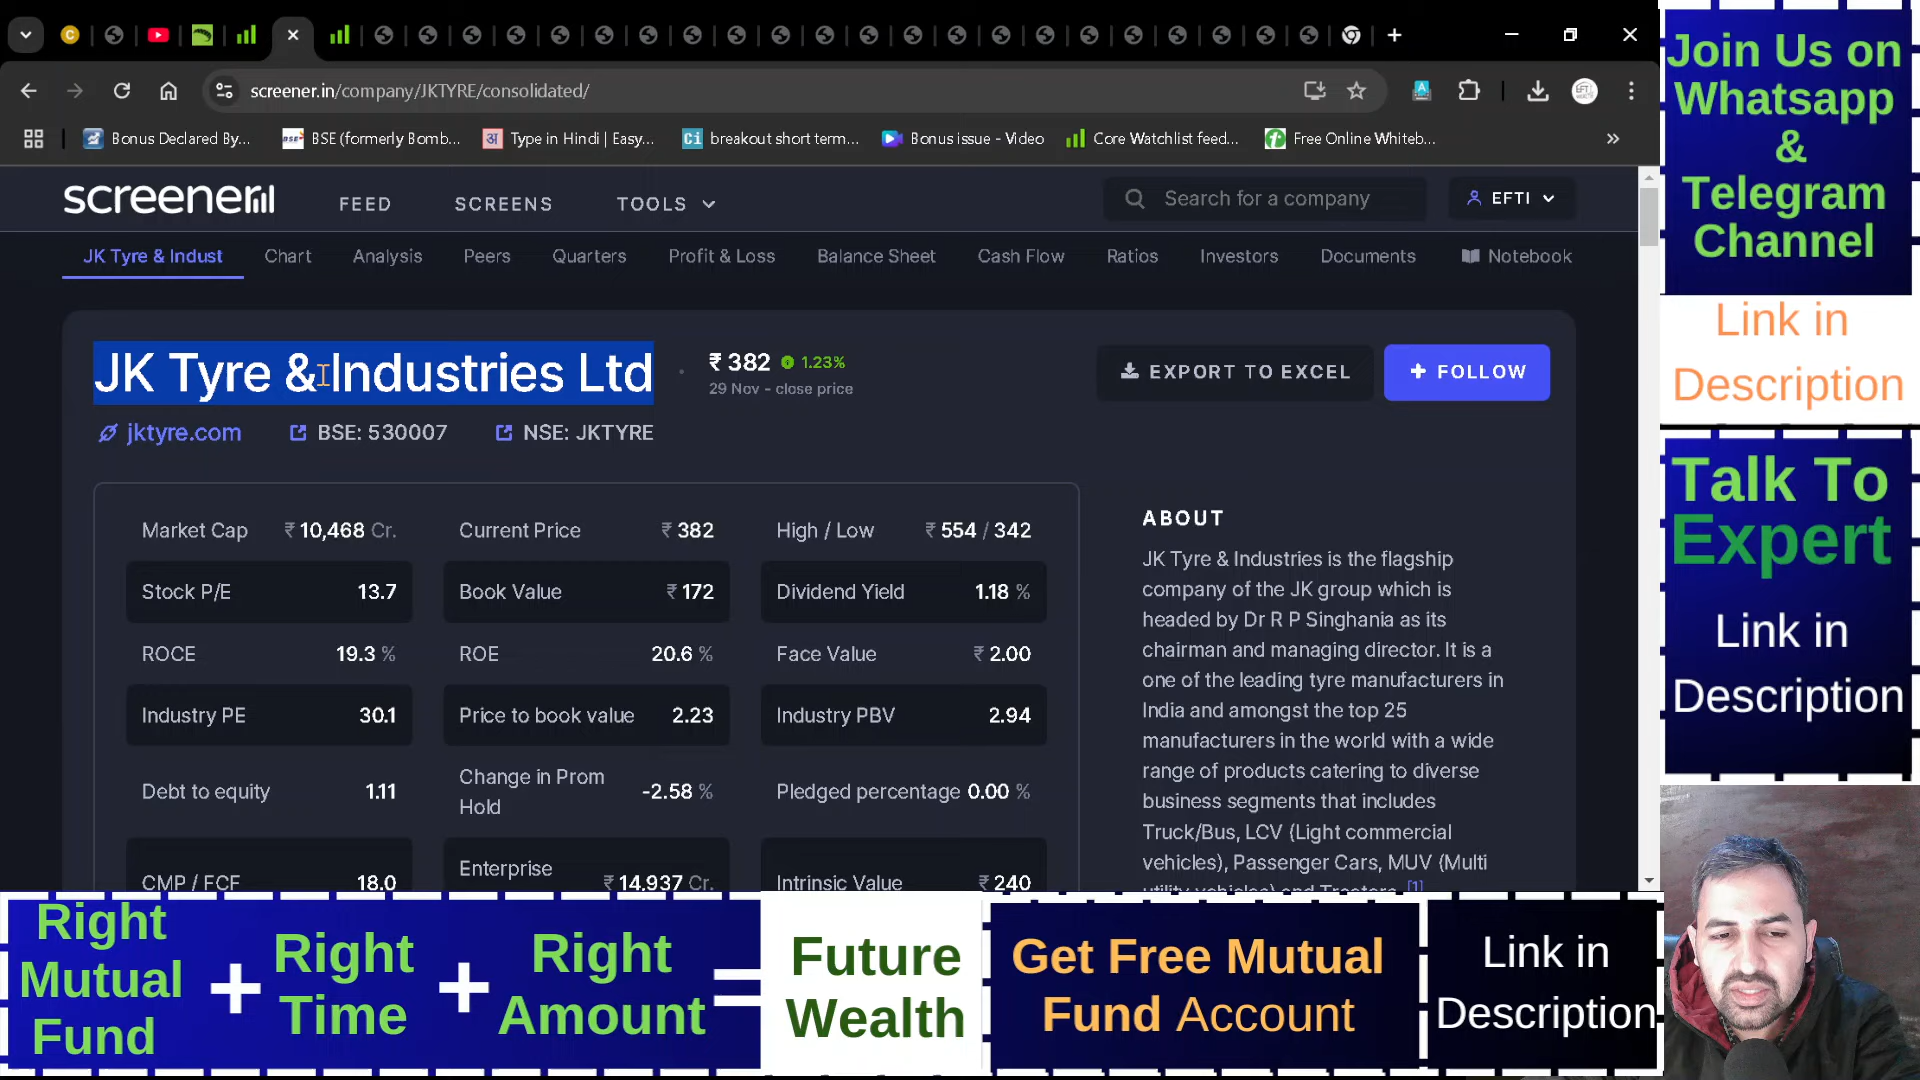 screener.in/company/JKTYRE/consolidated/
Bonus Declared By...
BSE (formerly Bomb...
Type in Hindi | Easy...
breakout short term...
Bonus issue - Video
Core Watchlist feed...
Free Online Whiteb...
screener
FEED
SCREENS
TOOLS
Search for a company
EFTI
JK Tyre & Indust
Chart
Analysis
Peers
Quarters
Profit & Loss
Balance Sheet
Cash Flow
Ratios
Investors
Documents
Notebook
JK Tyre & Industries Ltd
₹ 382 1.23%
29 Nov - close price
EXPORT TO EXCEL
+ FOLLOW
jktyre.com
BSE: 530007
NSE: JKTYRE
Market Cap ₹ 10,468 Cr.
Current Price ₹ 382
High / Low ₹ 554 / 342
Stock P/E 13.7
Book Value ₹ 172
Dividend Yield 1.18 %
ROCE 19.3 %
ROE 20.6 %
Face Value ₹ 2.00
Industry PE 30.1
Price to book value 2.23
Industry PBV 2.94
Debt to equity 1.11
Change in Prom
Hold -2.58 %
Pledged percentage 0.00 %
CMP / FCF 18.0
Enterprise
₹ 14,937 Cr.
Intrinsic Value ₹ 240
ABOUT
JK Tyre & Industries is the flagship
company of the JK group which is
headed by Dr R P Singhania as its
chairman and managing director. It is a
one of the leading tyre manufacturers in
India and amongst the top 25
manufacturers in the world with a wide
range of products catering to diverse
business segments that includes
Truck/Bus, LCV (Light commercial
vehicles), Passenger Cars, MUV (Multi
utility vehicles) and Tractors. [1]
Join Us on
Whatsapp
&
Telegram
Channel
Link in
Description
Talk To
Expert
Link in
Description
Right
Mutual
Fund
+
Right
Time
+
Right
Amount
=
Future
Wealth
Get Free Mutual
Fund Account
Link in
Description